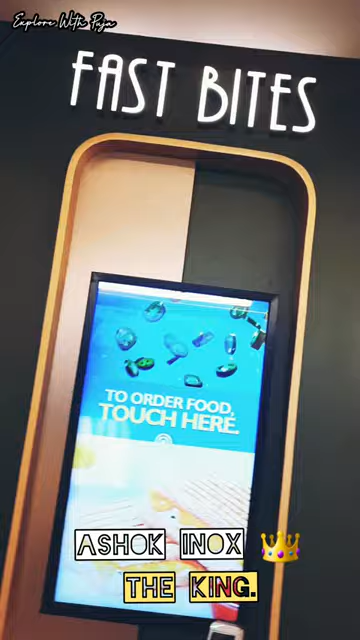 Explore With Puja
FAST BITES
TO ORDER FOOD,
TOUCH HERE.
ASHOK INOX 👑
THE KING.